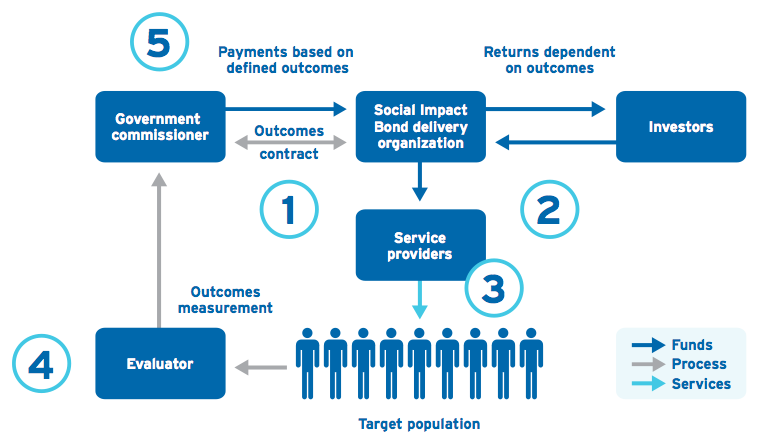 5
Payments based on
defined outcomes
Returns dependent
on outcomes
Government
commissioner
Outcomes
contract
Social Impact
Bond delivery
organization
Investors
1
2
Service
providers
3
Outcomes
measurement
4
Evaluator
Funds
Process
Services
Target population